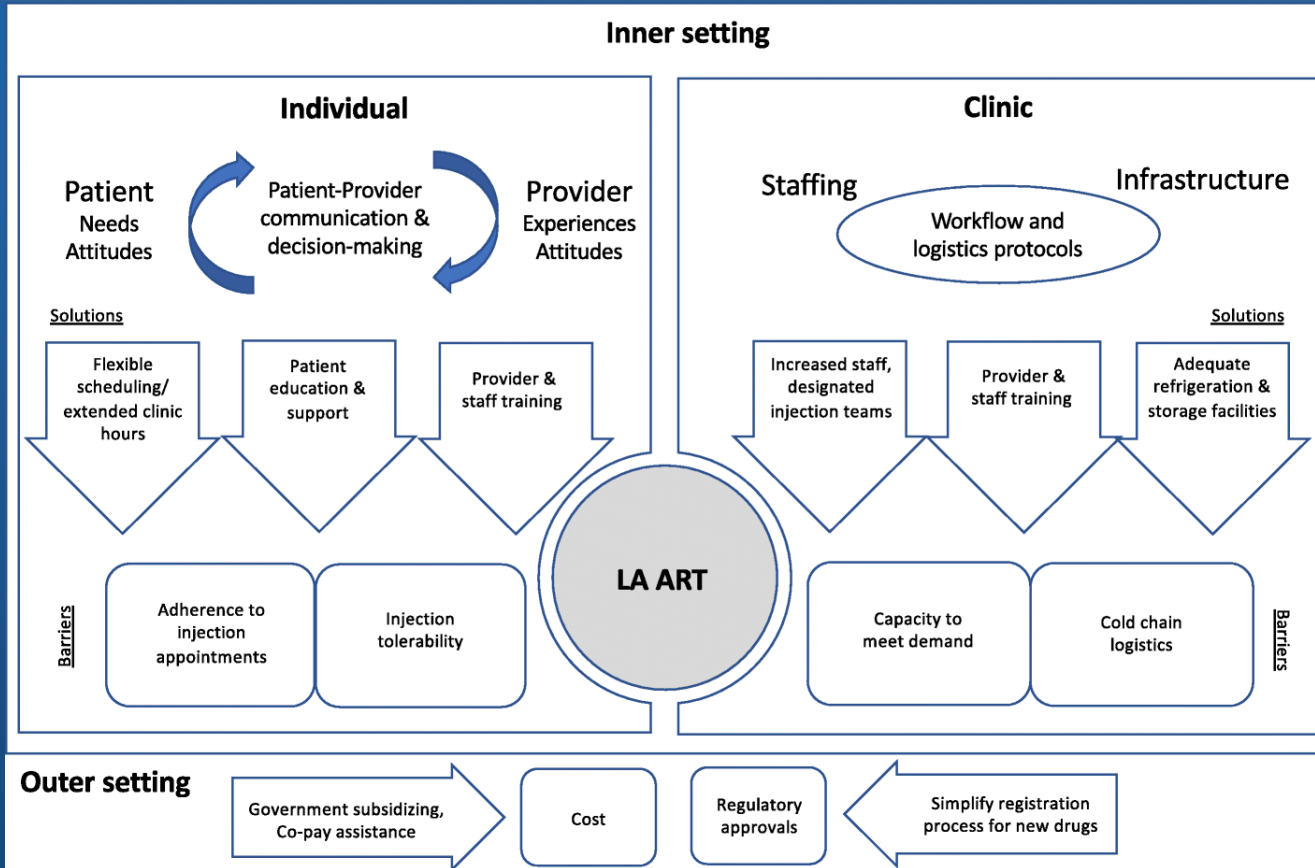 Inner setting
Individual
Patient
Needs
Attitudes
Patient-Provider
communication &
decision-making
Provider
Experiences
Attitudes
Solutions
Flexible
scheduling/
extended clinic
hours
Patient
education &
support
Provider &
staff training
Barriers
Adherence to
injection
appointments
Injection
tolerability
LA ART
Clinic
Staffing
Infrastructure
Workflow and
logistics protocols
Solutions
Increased staff,
designated
injection teams
Provider &
staff training
Adequate
refrigeration &
storage facilities
Capacity to
meet demand
Cold chain
logistics
Barriers
Outer setting
Government subsidizing,
Co-pay assistance
Cost
Regulatory
approvals
Simplify registration
process for new drugs